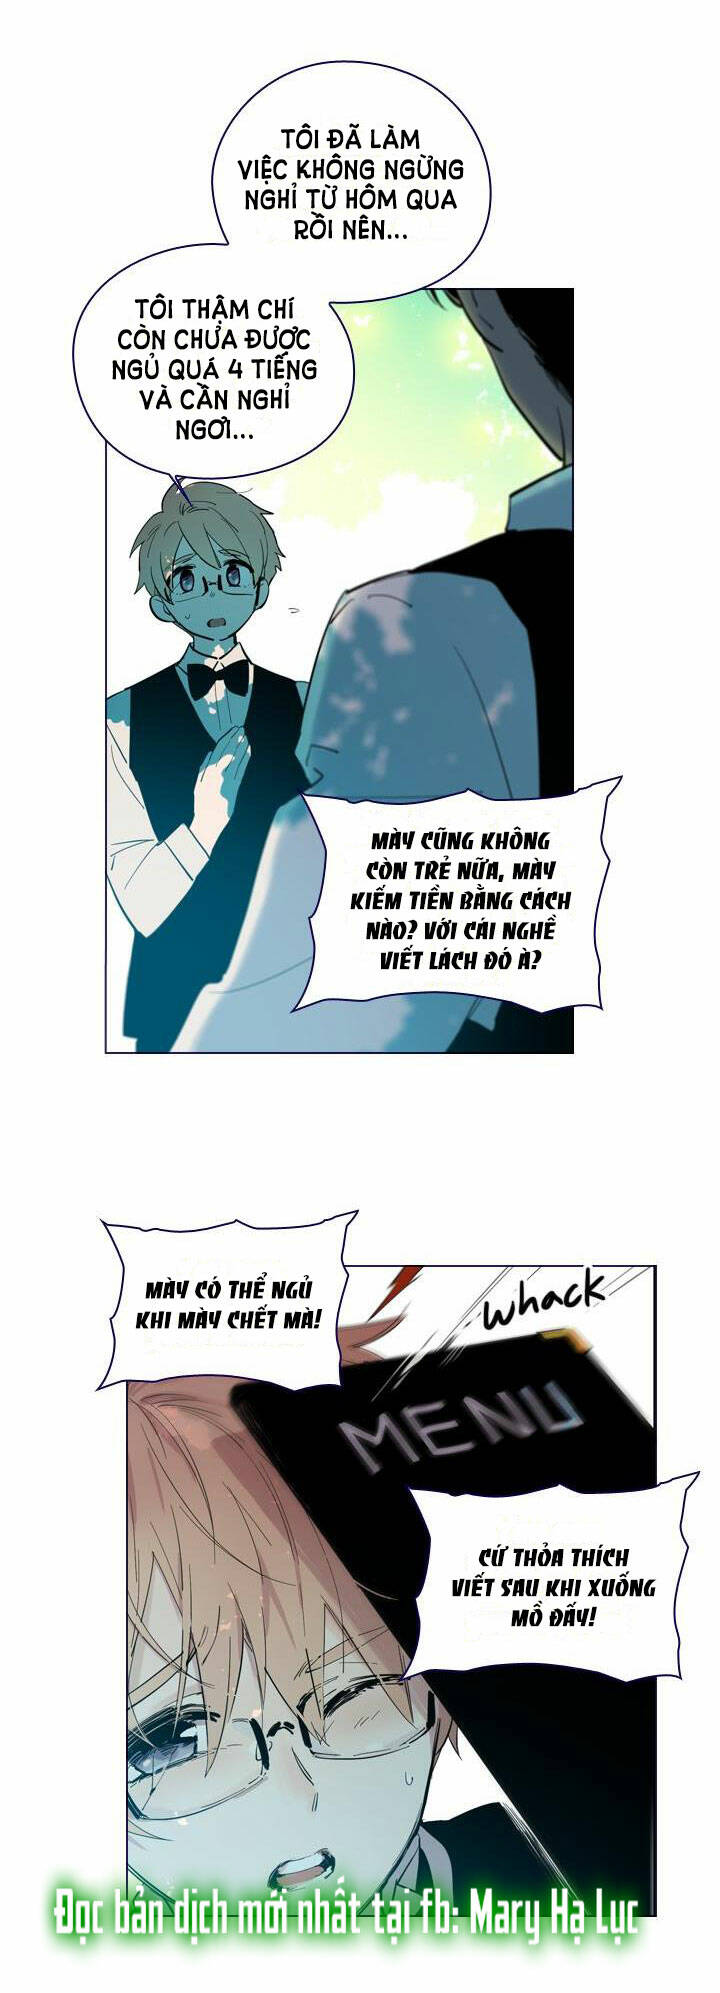 TÔI ĐÃ LÀM
VIỆC KHÔNG NGỪNG
NGHỈ TỪ HÔM QUA
RỒI NÊN...
TÔI THẬM CHÍ
CÒN CHƯA ĐƯỢC
NGỦ QUÁ 4 TIẾNG
VÀ CẦN NGHỈ
NGƠI...
MÀY CŨNG KHÔNG
CÒN TRẺ NỮA, MÀY
KIẾM TIỀN BẰNG CÁCH
NÀO? VỚI CÁI NGHỀ
VIẾT LÁCH ĐÓ À?
MÀY CÓ THỂ NGỦ
KHI MÀY CHẾT MÀ!
whack
MENU
CỨ THỎA THÍCH
VIẾT SAU KHI XUỐNG
MỒ ĐẤY!
Đọc bản dịch mới nhất tại fb: Mary Hạ Lục